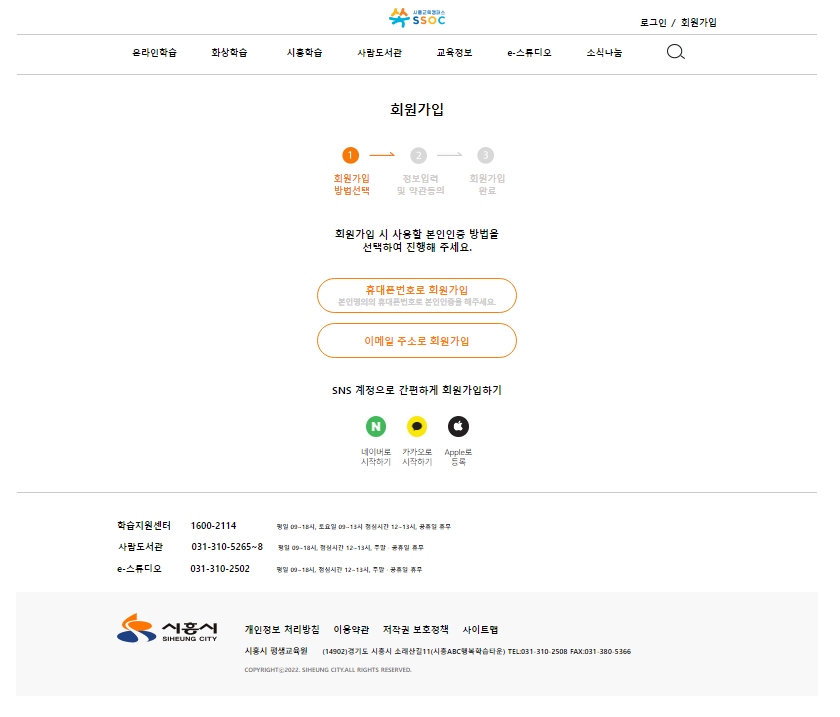 시흥교육캠퍼스
SSOC
로그인 / 회원가입
온라인학습 화상학습 시흥학습 사람도서관 교육정보 e-스튜디오 소식나눔
회원가입
1 2 3
회원가입 정보입력 회원가입
방법선택 및 약관동의 완료
회원가입 시 사용할 본인인증 방법을
선택하여 진행해 주세요.
휴대폰번호로 회원가입
본인명의의 휴대폰번호로 본인인증을 해주세요.
이메일 주소로 회원가입
SNS 계정으로 간편하게 회원가입하기
N
네이버로 카카오로 Apple로
시작하기 시작하기 등록
학습지원센터 1600-2114 평일 09~18시, 토요일 09~13시 점심시간 12~13시, 공휴일 휴무
사람도서관 031-310-5265~8 평일 09~18시, 점심시간 12~13시, 주말 · 공휴일 휴무
e-스튜디오 031-310-2502 평일 09~18시, 점심시간 12~13시, 주말 · 공휴일 휴무
시흥시
SIHEUNG CITY
개인정보 처리방침 이용약관 저작권 보호정책 사이트맵
시흥시 평생교육원 (14902)경기도 시흥시 소래산길11(시흥ABC행복학습타운) TEL:031-310-2508 FAX:031-380-5366
COPYRIGHTⓒ2022. SIHEUNG CITY.ALL RIGHTS RESERVED.